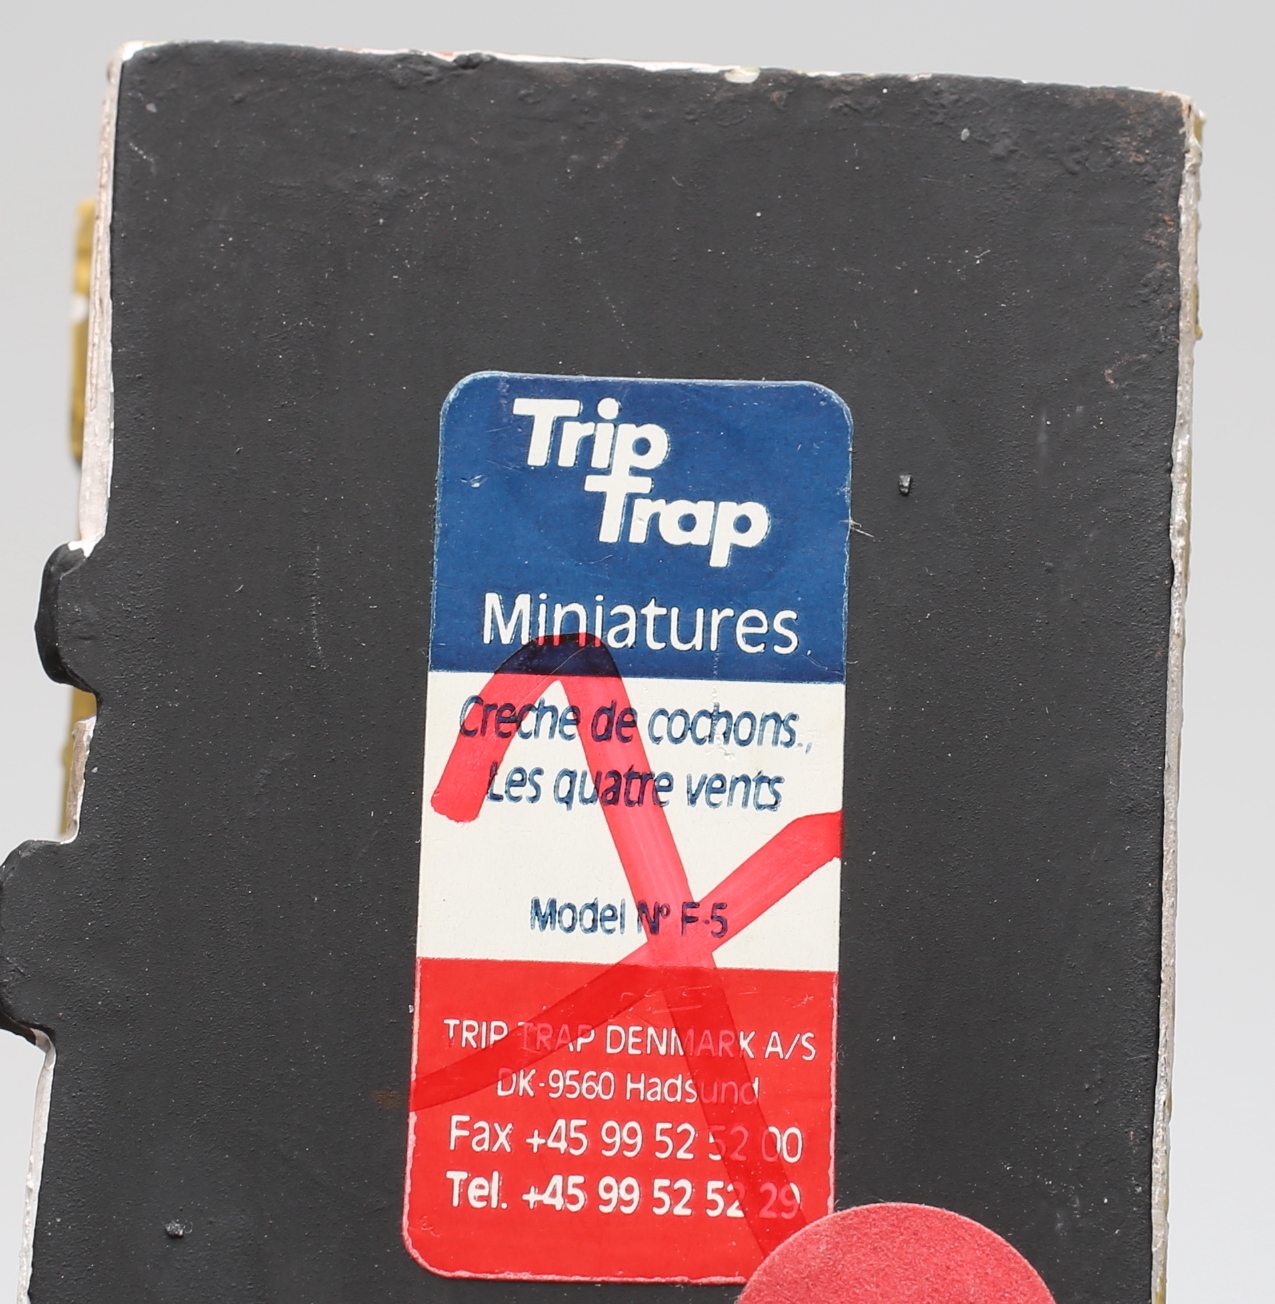 Trip
Trap
Miniatures
Creche de cochons.,
Les quatre vents
Model Nº F-5
TRIP TRAP DENMARK A/S
DK-9560 Hadsund
Fax +45 99 52 52 00
Tel. +45 99 52 52 29